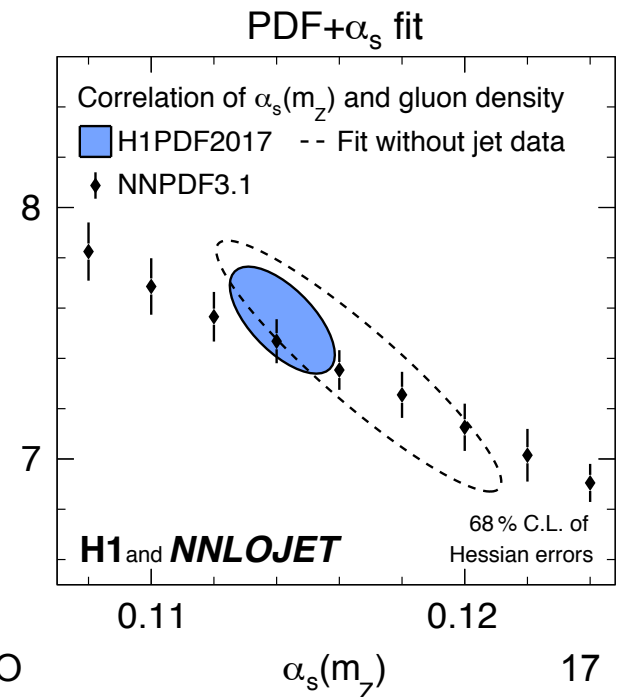 PDF+αs fit
Correlation of αs(mZ) and gluon density
H1PDF2017 -- Fit without jet data
NNPDF3.1
8
7
68 % C.L. of
H1 and NNLOJET Hessian errors
0.11 0.12
O αs(mZ) 17